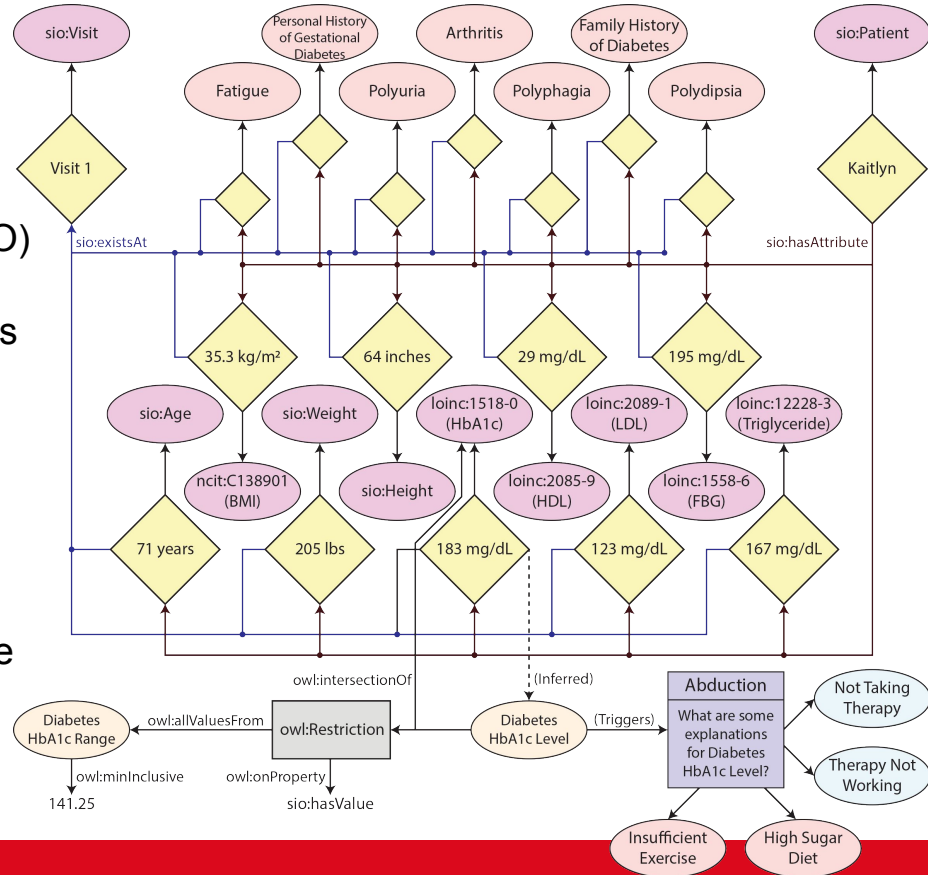 sio:Visit
Personal History
of Gestational
Diabetes
Arthritis
Family History
of Diabetes
sio:Patient
Fatigue
Polyuria
Polyphagia
Polydipsia
Visit 1
Kaitlyn
O)
sio:existsAt
sio:hasAttribute
s
35.3 kg/m²
64 inches
29 mg/dL
195 mg/dL
sio:Age
sio:Weight
loinc:1518-0
(HbA1c)
loinc:2089-1
(LDL)
loinc:12228-3
(Triglyceride)
ncit:C138901
(BMI)
sio:Height
loinc:2085-9
(HDL)
loinc:1558-6
(FBG)
71 years
205 lbs
183 mg/dL
123 mg/dL
167 mg/dL
e
owl:intersectionOf
(Inferred)
Diabetes
HbA1c Range
owl:allValuesFrom
owl:Restriction
Diabetes
HbA1c Level
(Triggers)
Abduction
What are some
explanations
for Diabetes
HbA1c Level?
Not Taking
Therapy
Therapy Not
Working
owl:minInclusive
141.25
owl:onProperty
sio:hasValue
Insufficient
Exercise
High Sugar
Diet